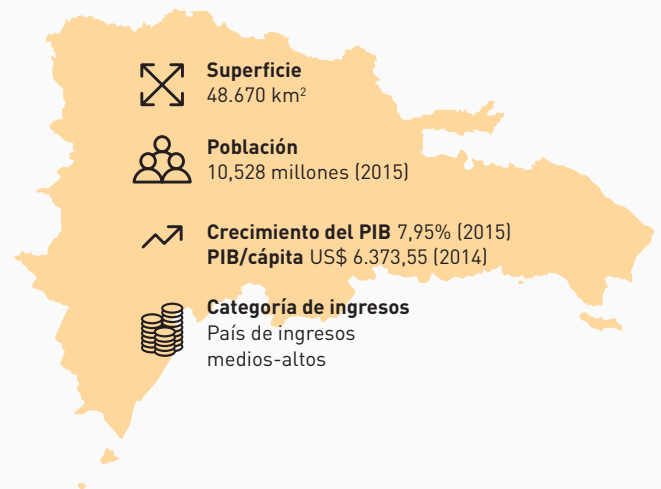 Superficie
48.670 km²
Población
10,528 millones (2015)
Crecimiento del PIB 7,95% (2015)
PIB/cápita US$ 6.373,55 (2014)
Categoría de ingresos
País de ingresos
medios-altos